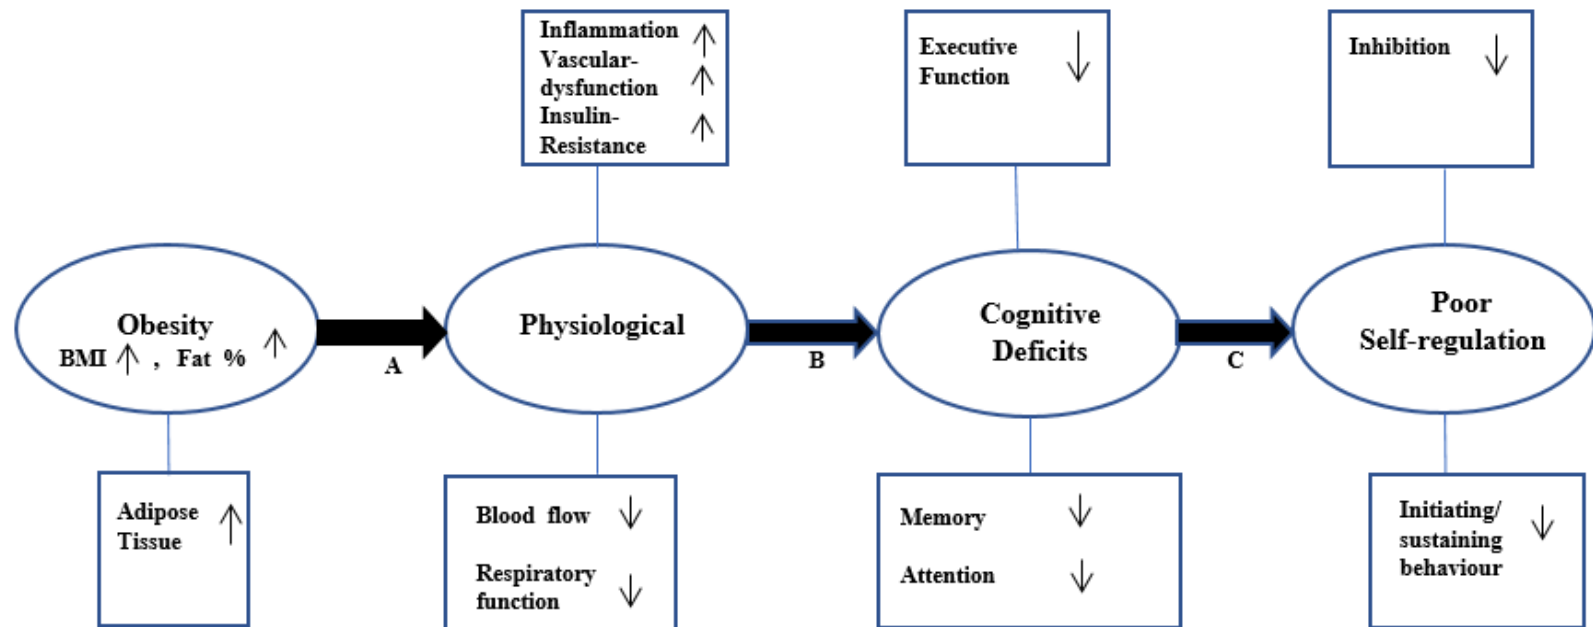 Inflammation ↑
Vascular-
dysfunction ↑
Insulin-
Resistance ↑
Executive
Function ↓
Inhibition ↓
Obesity
BMI ↑ , Fat % ↑
A
Physiological
B
Cognitive
Deficits
C
Poor
Self-regulation
Adipose
Tissue ↑
Blood flow ↓
Respiratory
function ↓
Memory ↓
Attention ↓
Initiating/
sustaining ↓
behaviour